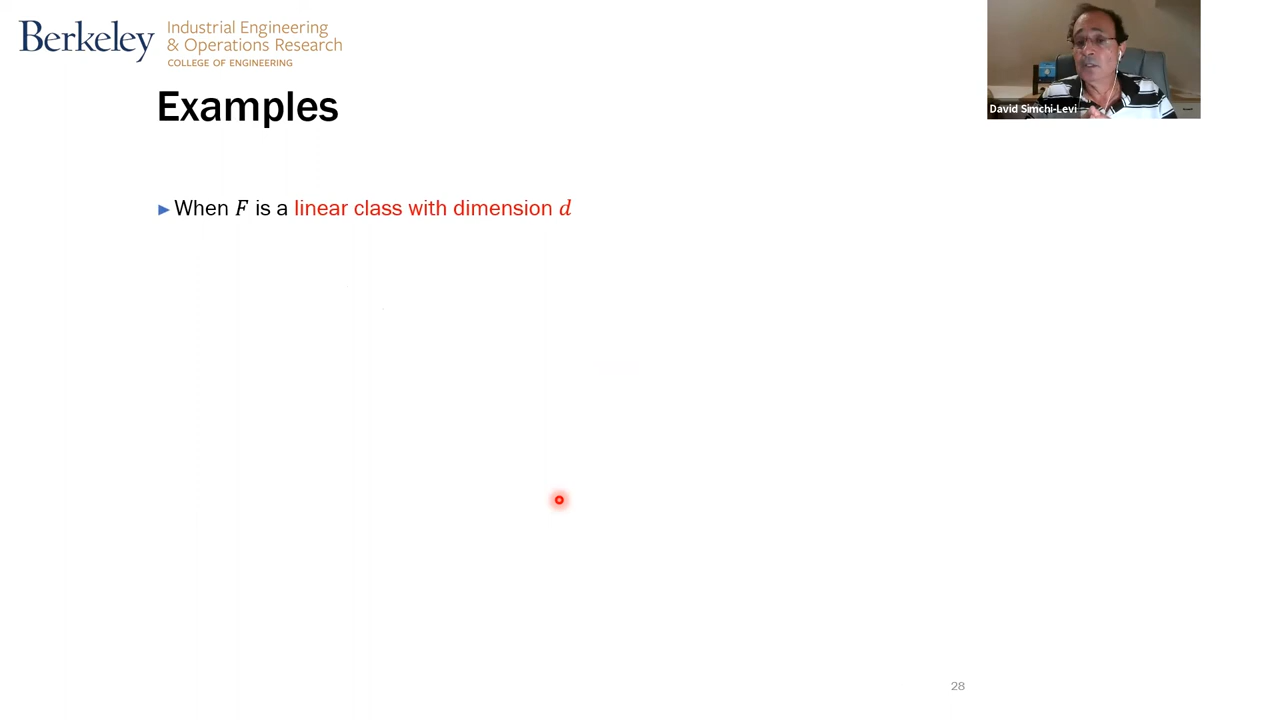 Berkeley
Industrial Engineering
& Operations Research
COLLEGE OF ENGINEERING
David Simchi-Levi
Examples
When F is a linear class with dimension d
28